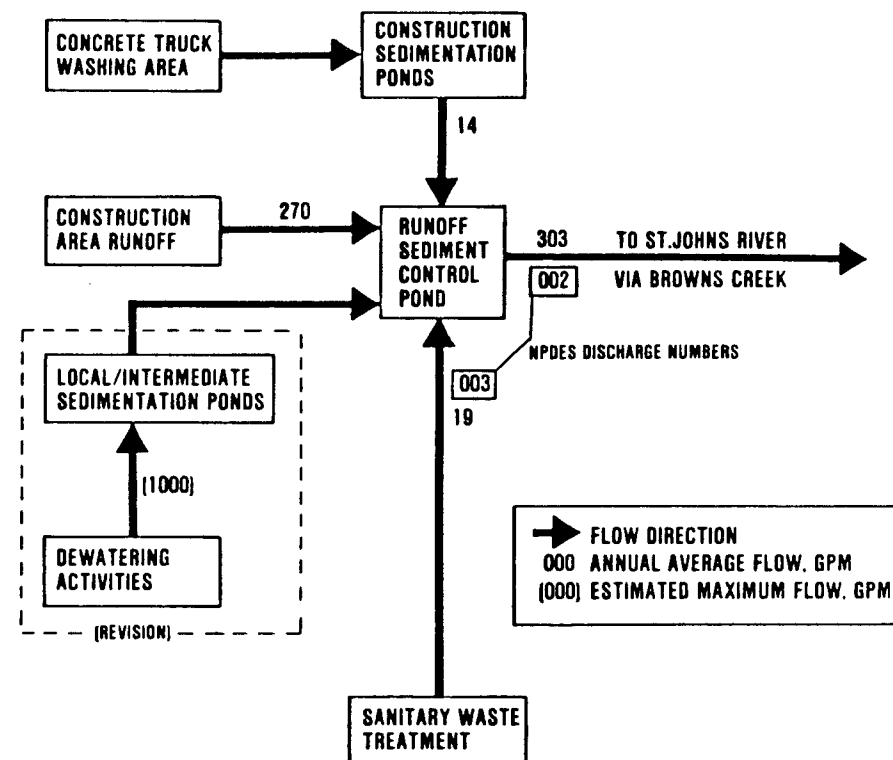 CONCRETE TRUCK
WASHING AREA
CONSTRUCTION
SEDIMENTATION
PONDS
14
CONSTRUCTION
AREA RUNOFF
270
RUNOFF
SEDIMENT
CONTROL
POND
303 TO ST.JOHNS RIVER
002 VIA BROWNS CREEK
NPDES DISCHARGE NUMBERS
003
19
LOCAL/INTERMEDIATE
SEDIMENTATION PONDS
(1000)
DEWATERING
ACTIVITIES
(REVISION)
FLOW DIRECTION
000 ANNUAL AVERAGE FLOW, GPM
(000) ESTIMATED MAXIMUM FLOW, GPM
SANITARY WASTE
TREATMENT